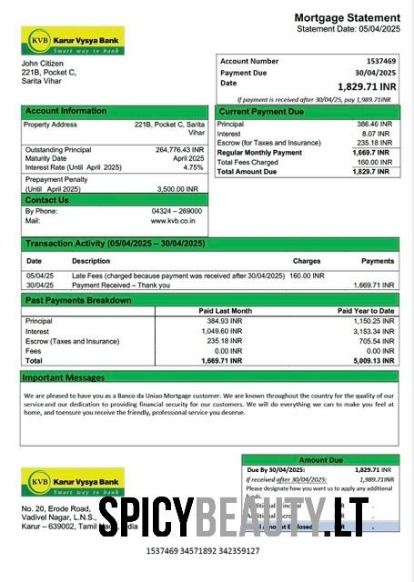 Mortgage Statement
Statement Date: 05/04/2025
KVB Karur Vysya Bank
Smart way to bank
John Citizen
221B, Pocket C,
Sarita Vihar
Account Number 1537469
Payment Due 30/04/2025
Date 1,829.71 INR
If payment is received after 30/04/25, pay 1,989.71INR
Account Information
Property Address 221B, Pocket C, Sarita
Vihar
Outstanding Principal 264,776.43 INR
Maturity Date April 2025
Interest Rate (Until April 2025) 4.75%
Prepayment Penalty
(Until April 2025) 3,500.00 INR
Contact Us
By Phone: 04324 – 269000
Mail: www.kvb.co.in
Current Payment Due
Principal 386.46 INR
Interest 8.07 INR
Escrow (for Taxes and Insurance) 235.18 INR
Regular Monthly Payment 1,669.7 INR
Total Fees Charged 160.00 INR
Total Amount Due 1,829.7 INR
Transaction Activity (05/04/2025 – 30/04/2025)
Date Description Charges Payments
05/04/25 Late Fees (charged because payment was received after 30/04/2025) 160.00 INR
30/04/25 Payment Received – Thank you 1,669.71 INR
Past Payments Breakdown
Paid Last Month Paid Year to Date
Principal 384.93 INR 1,150.25 INR
Interest 1,049.60 INR 3,153.34 INR
Escrow (Taxes and Insurance) 235.18 INR 705.54 INR
Fees 0.00 INR 0.00 INR
Total 1,669.71 INR 5,009.13 INR
Important Messages
We are pleased to have you as a Banco da Uniao Mortgage customer. We are known throughout the country for the quality of our
service and our dedication to providing financial security for our customers. We will do everything we can to make you feel at
home, and toensure you receive the friendly, professional service you deserve.
KVB Karur Vysya Bank
Smart way to bank
No. 20, Erode Road,
Vadivel Nagar, L.N.S.,
Karur – 639002, Tamil
Amount Due
Due By 30/04/2025: 1,829.71 INR
If received after 30/04/2025: 1,989.71INR
Please designate how you want us to apply any additional
funds.
SPICYBEAUTY.LT
1537469 34571892 342359127